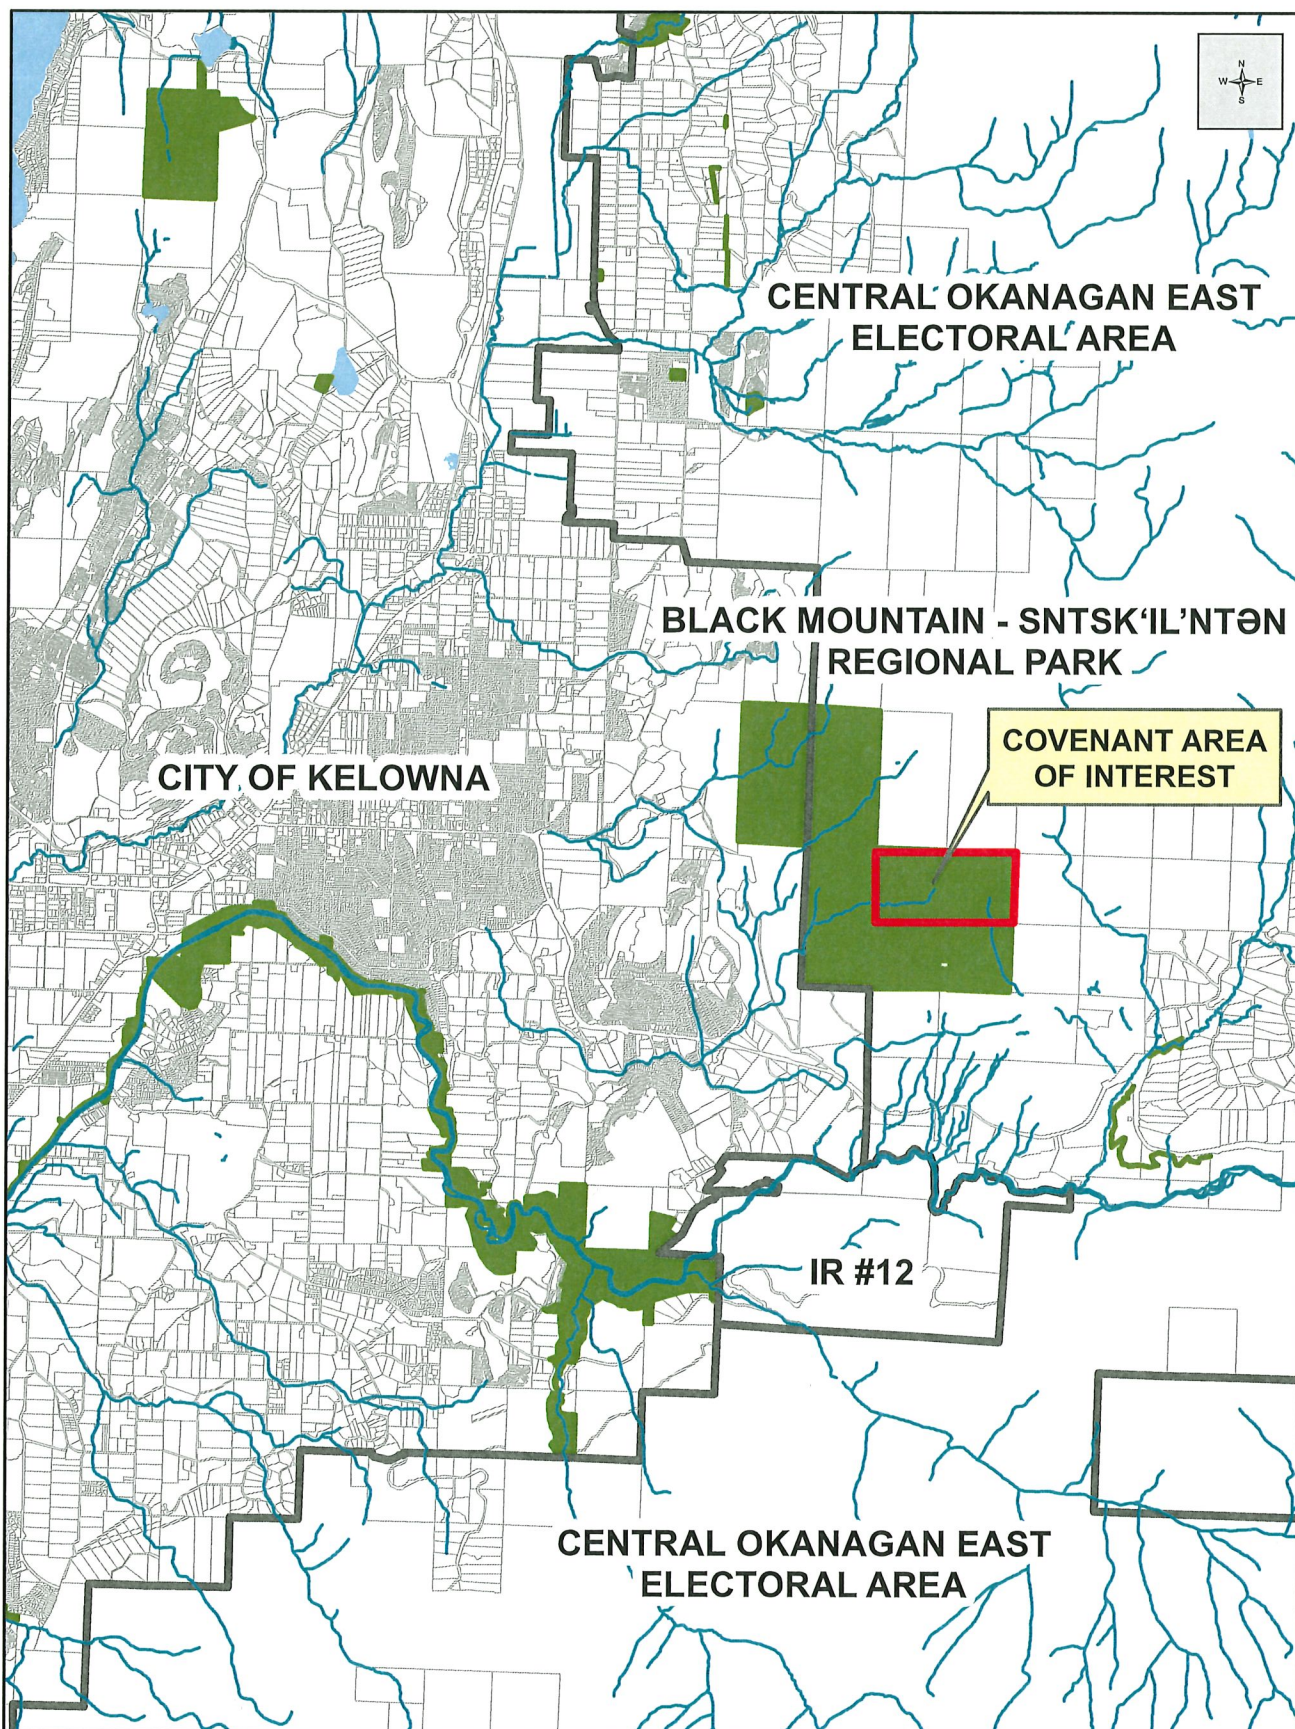 N
W E
S
CENTRAL OKANAGAN EAST
ELECTORAL AREA
BLACK MOUNTAIN - SNTSK‘IL’NTƏN
REGIONAL PARK
COVENANT AREA
OF INTEREST
CITY OF KELOWNA
IR #12
CENTRAL OKANAGAN EAST
ELECTORAL AREA